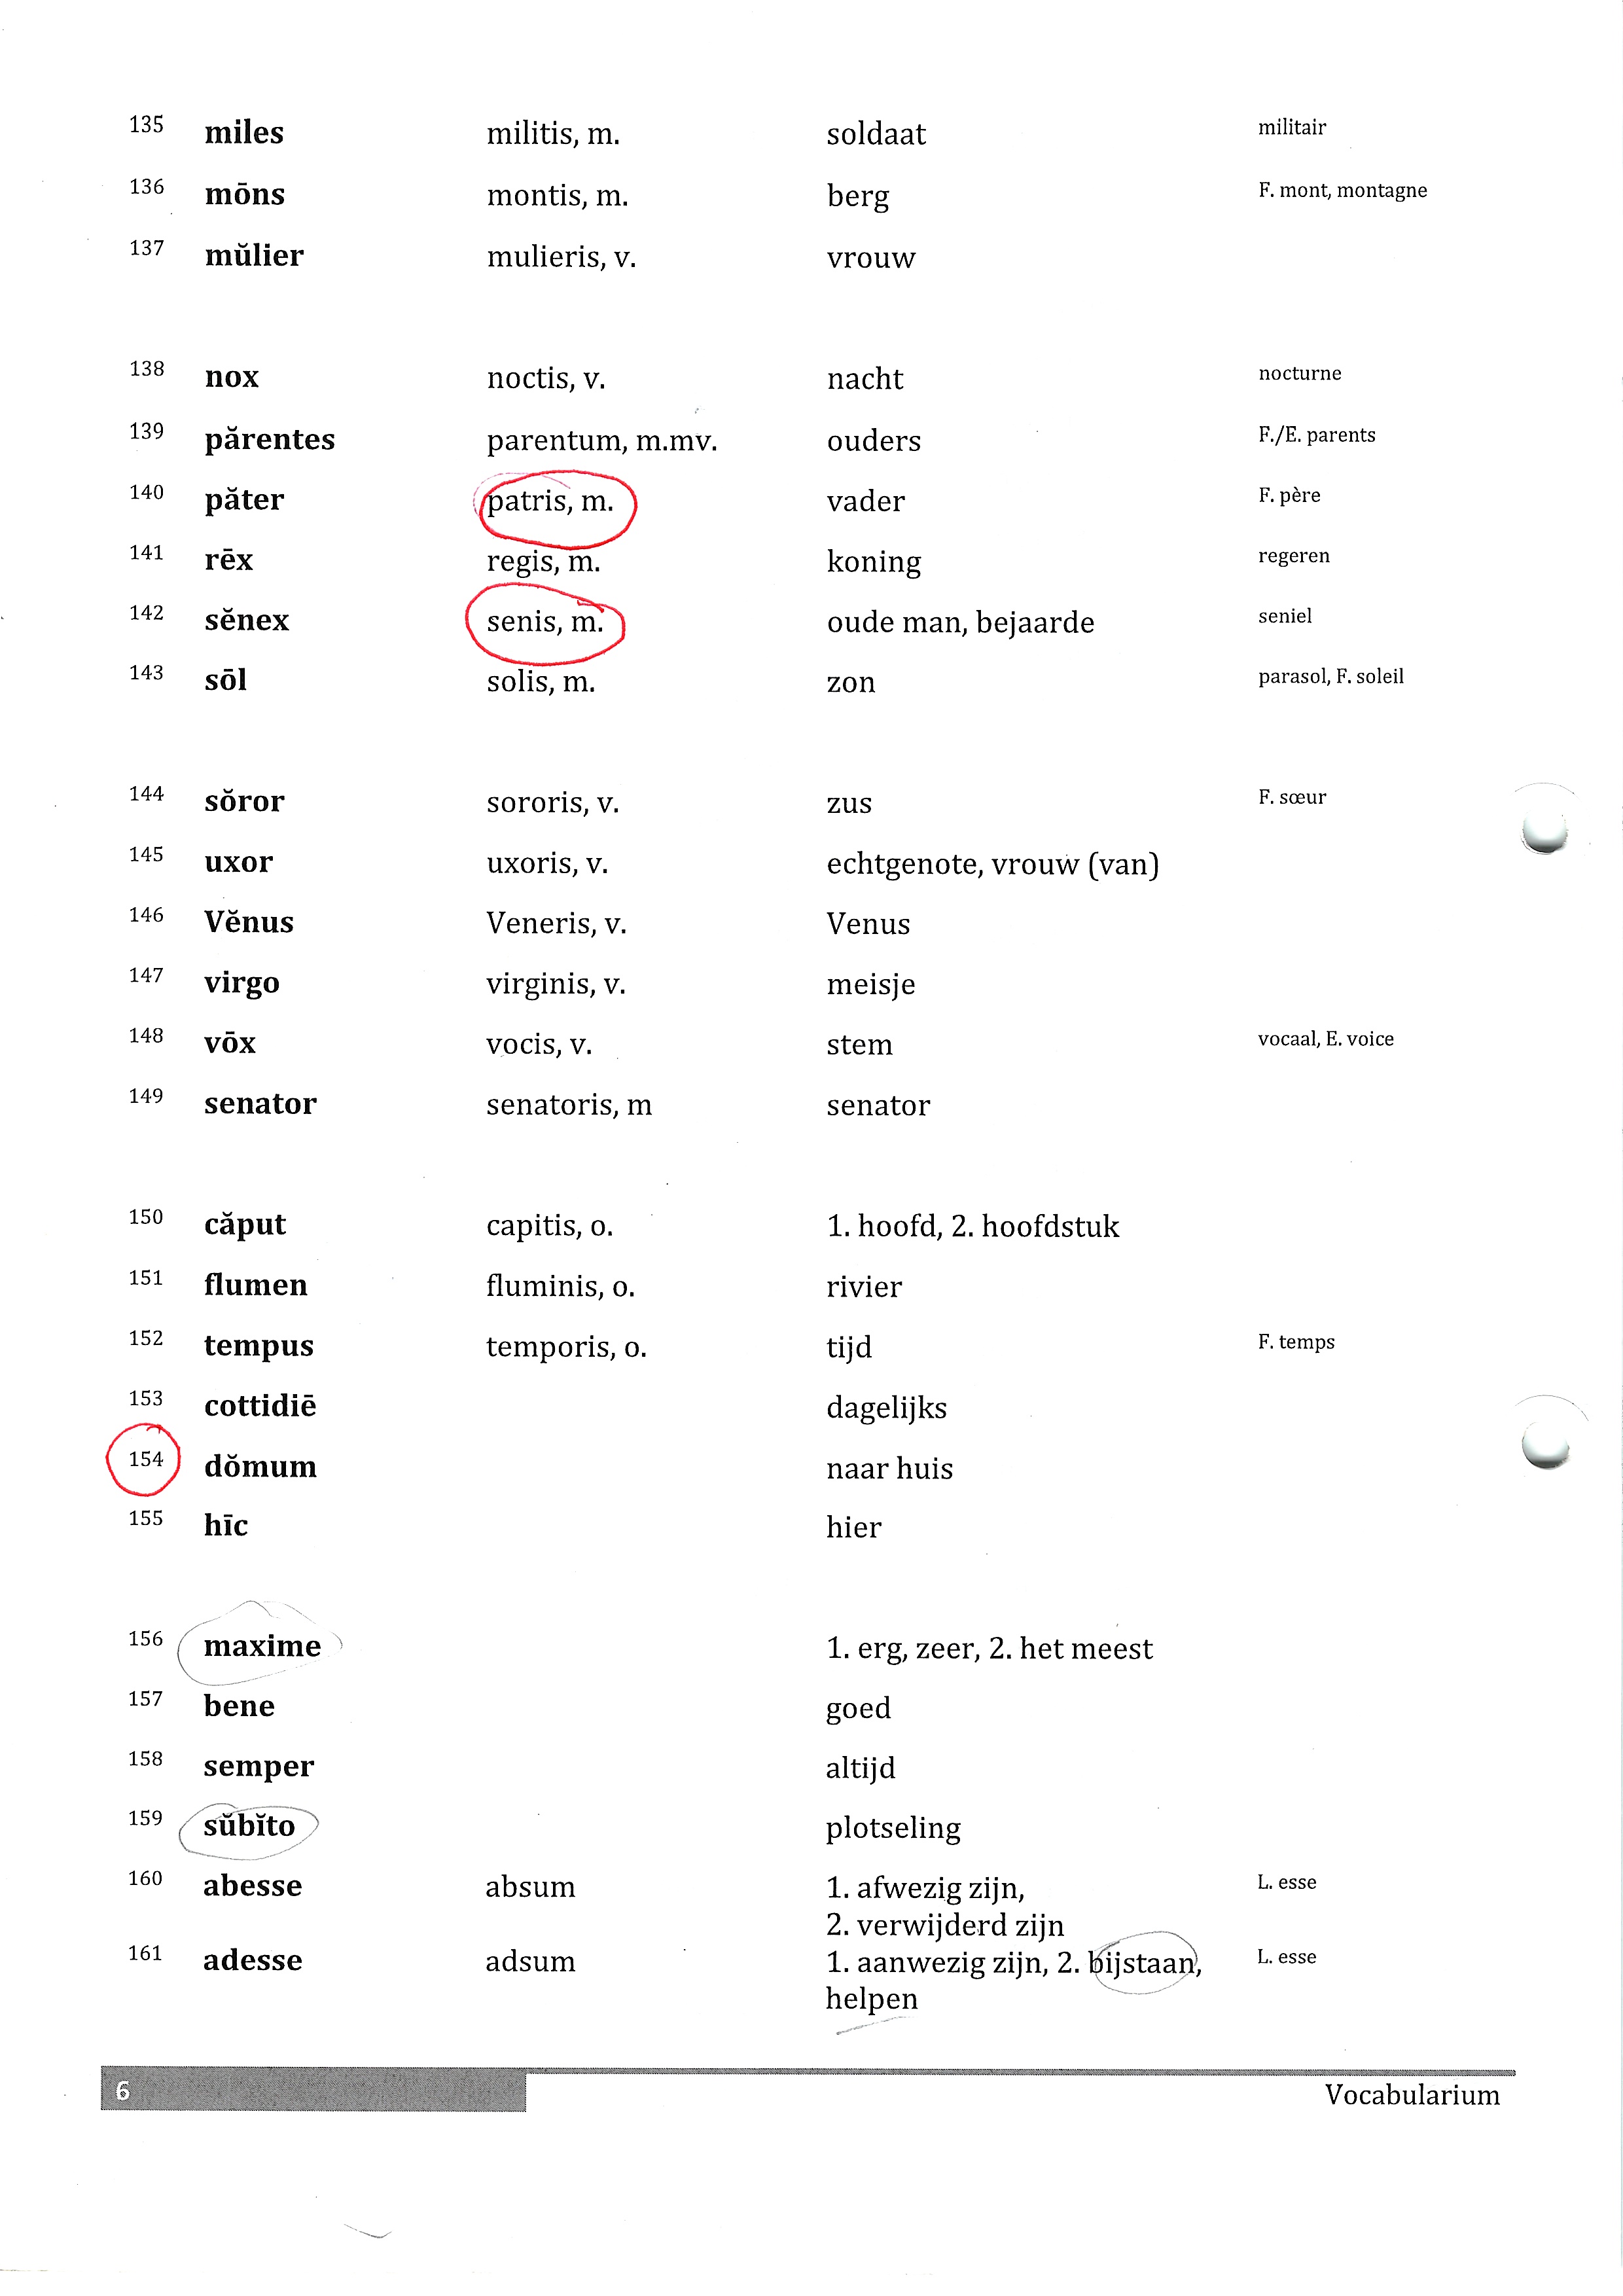 135 miles militis, m. soldaat militair
136 mōns montis, m. berg F. mont, montagne
137 mŭlier mulieris, v. vrouw
138 nox noctis, v. nacht nocturne
139 părentes parentum, m.mv. ouders F./E. parents
140 păter patris, m. vader F. père
141 rēx regis, m. koning regeren
142 sĕnex senis, m. oude man, bejaarde seniel
143 sōl solis, m. zon parasol, F. soleil
144 sŏror sororis, v. zus F. sœur
145 uxor uxoris, v. echtgenote, vrouw (van)
146 Vĕnus Veneris, v. Venus
147 virgo virginis, v. meisje
148 vōx vocis, v. stem vocaal, E. voice
149 senator senatoris, m senator
150 căput capitis, o. 1. hoofd, 2. hoofdstuk
151 flumen fluminis, o. rivier
152 tempus temporis, o. tijd F. temps
153 cottidiē dagelijks
154 dŏmum naar huis
155 hīc hier
156 maxime 1. erg, zeer, 2. het meest
157 bene goed
158 semper altijd
159 sŭbĭto plotseling
160 abesse absum 1. afwezig zijn, L. esse
2. verwijderd zijn
161 adesse adsum 1. aanwezig zijn, 2. bijstaan, L. esse
helpen
6 Vocabularium